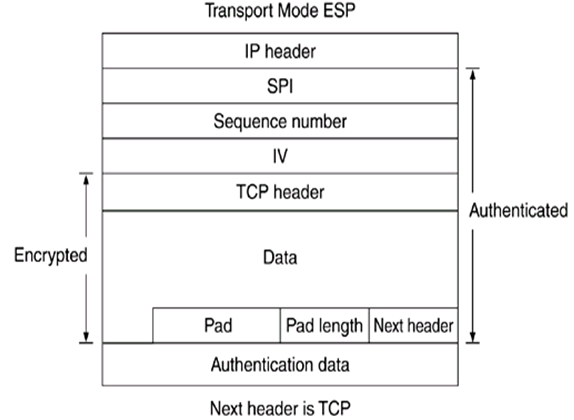 Transport Mode ESP
IP header
SPI
Sequence number
IV
TCP header
Authenticated
Encrypted
Data
Pad
Pad length
Next header
Authentication data
Next header is TCP